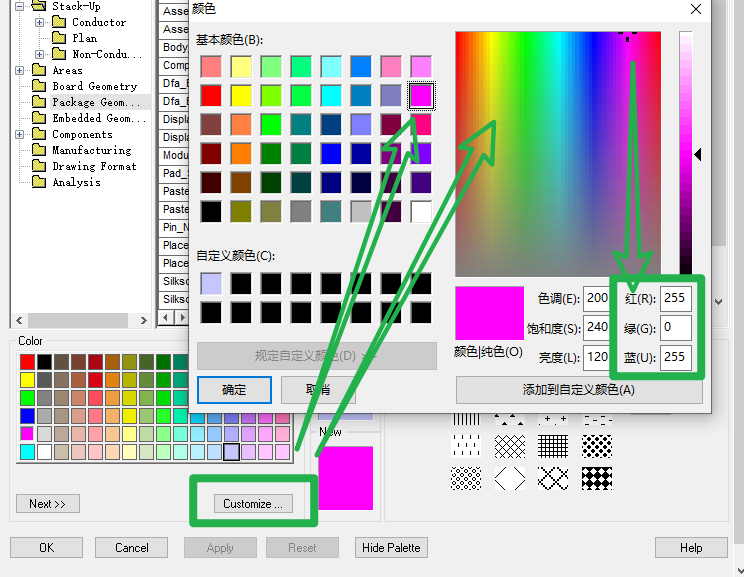 Stack-Up
Conductor
Plan
Non-Condu...
Areas
Board Geometry
Package Geom...
Embedded Geom...
Components
Manufacturing
Drawing Format
Analysis
Asse
Asse
Body
Comp
Dfa_
Dfa_
Displa
Displa
Modu
Pad_
Paste
Paste
Pin_N
Place
Place
Silkso
Silkso
颜色
基本颜色(B):
自定义颜色(C):
规定自定义颜色(D) >>
确定
取消
颜色|纯色(O)
色调(E): 200
饱和度(S): 240
亮度(L): 120
红(R): 255
绿(G): 0
蓝(U): 255
添加到自定义颜色(A)
Color
New
Next >>
Customize ...
OK
Cancel
Apply
Reset
Hide Palette
Help